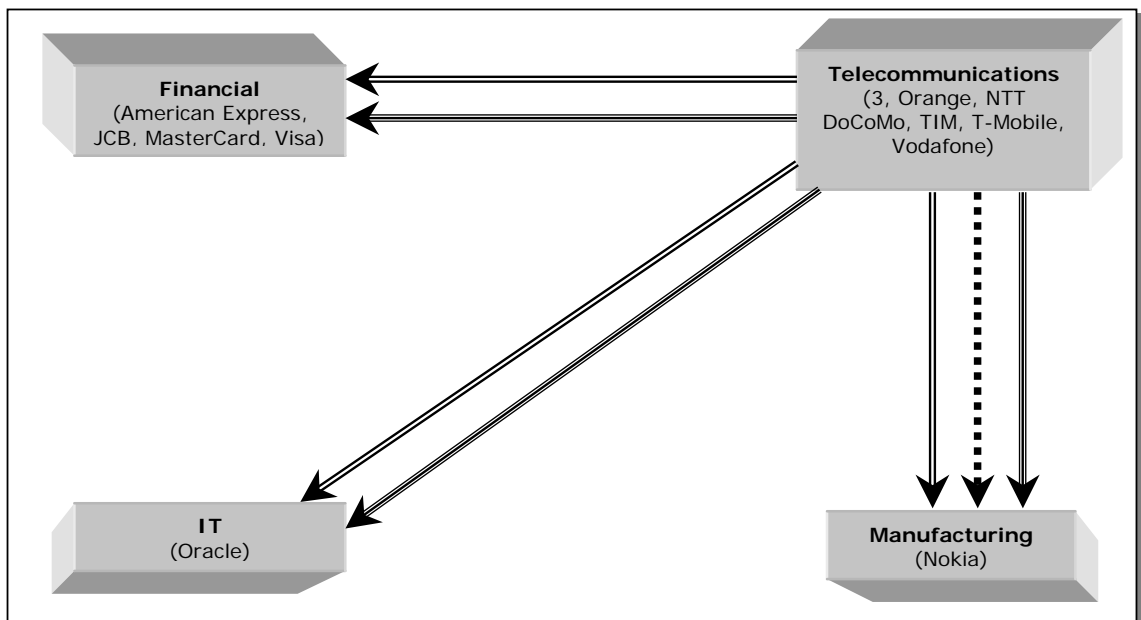 Financial
(American Express,
JCB, MasterCard, Visa)
Telecommunications
(3, Orange, NTT
DoCoMo, TIM, T-Mobile,
Vodafone)
IT
(Oracle)
Manufacturing
(Nokia)